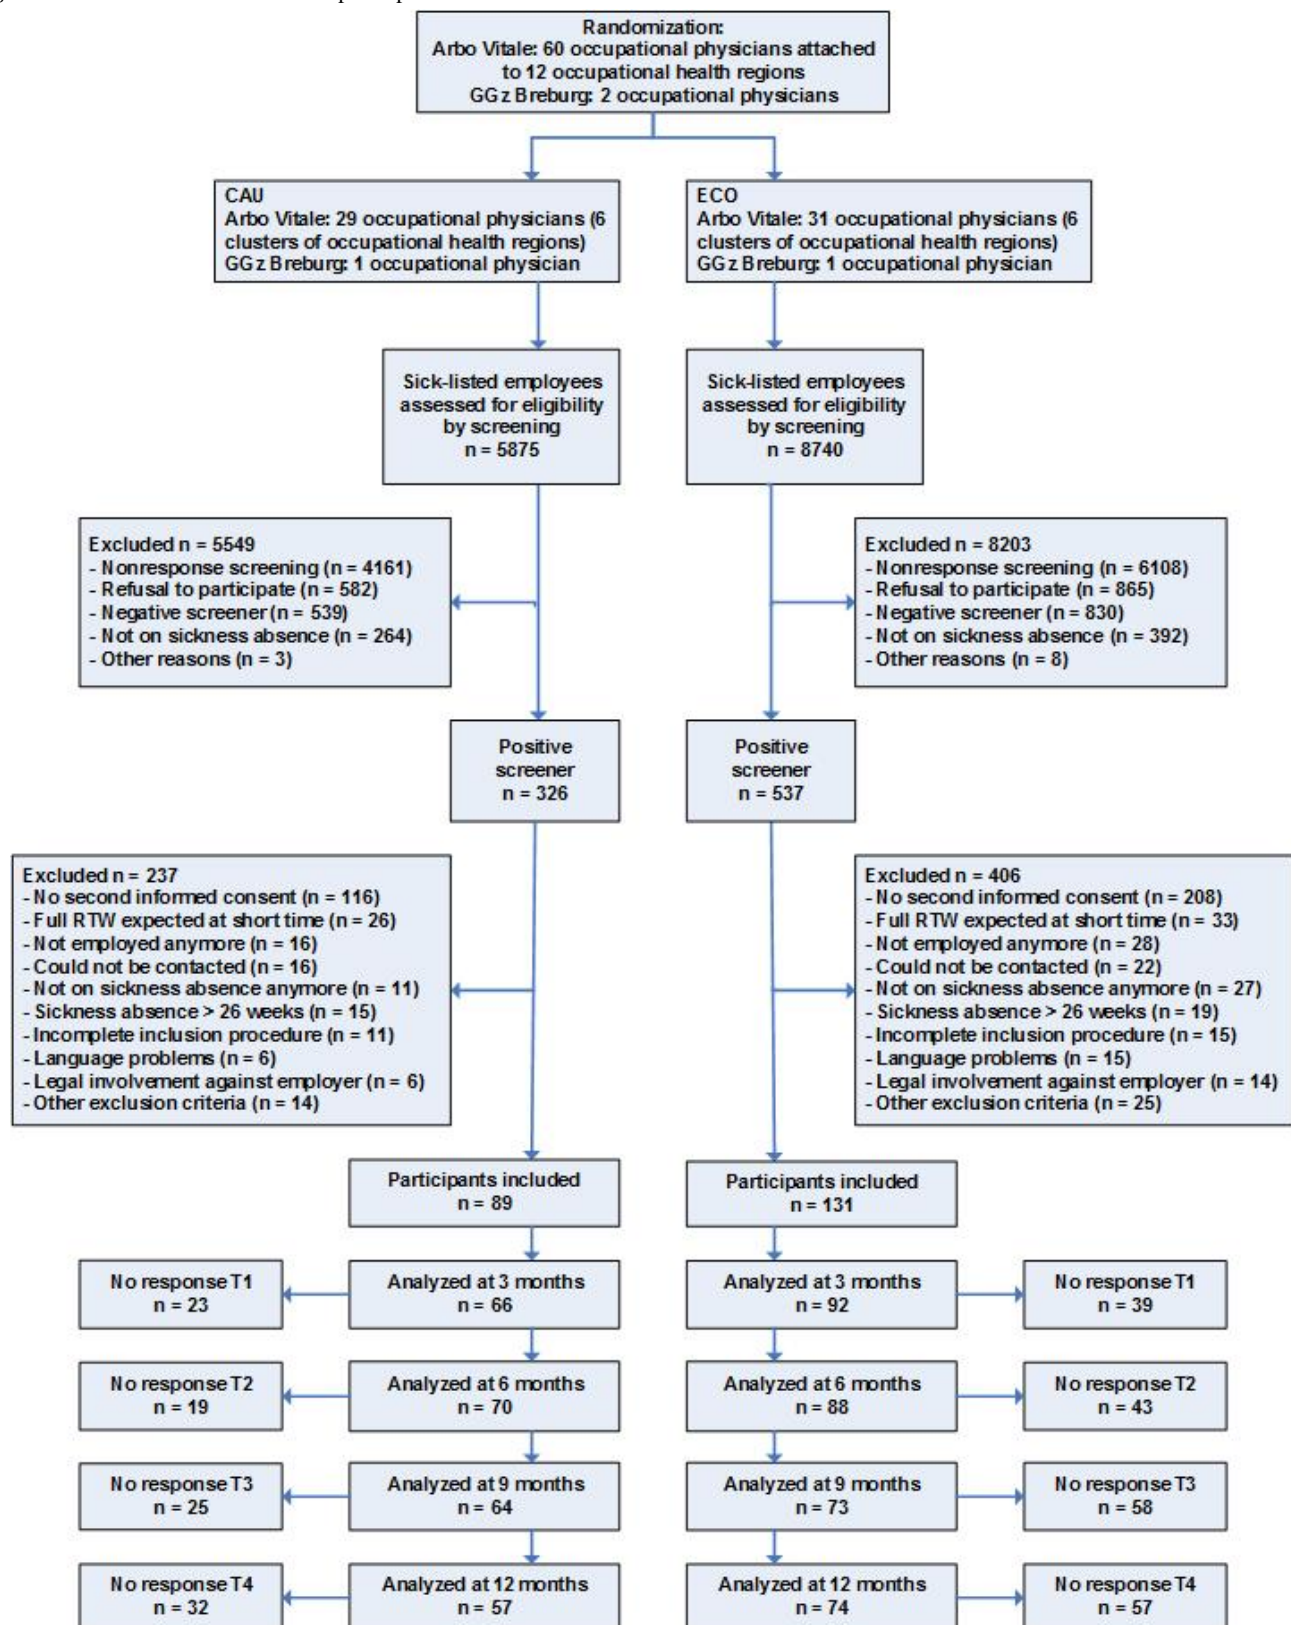 Randomization:
Arbo Vitale: 60 occupational physicians attached
to 12 occupational health regions
GGz Breburg: 2 occupational physicians
CAU
Arbo Vitale: 29 occupational physicians (6
clusters of occupational health regions)
GGz Breburg: 1 occupational physician
ECO
Arbo Vitale: 31 occupational physicians (6
clusters of occupational health regions)
GGz Breburg: 1 occupational physician
Sick-listed employees
assessed for eligibility
by screening
n = 5875
Sick-listed employees
assessed for eligibility
by screening
n = 8740
Excluded n = 5549
- Nonresponse screening (n = 4161)
- Refusal to participate (n = 582)
- Negative screener (n = 539)
- Not on sickness absence (n = 264)
- Other reasons (n = 3)
Excluded n = 8203
- Nonresponse screening (n = 6108)
- Refusal to participate (n = 865)
- Negative screener (n = 830)
- Not on sickness absence (n = 392)
- Other reasons (n = 8)
Positive
screener
n = 326
Positive
screener
n = 537
Excluded n = 237
- No second informed consent (n = 116)
- Full RTW expected at short time (n = 26)
- Not employed anymore (n = 16)
- Could not be contacted (n = 16)
- Not on sickness absence anymore (n = 11)
- Sickness absence > 26 weeks (n = 15)
- Incomplete inclusion procedure (n = 11)
- Language problems (n = 6)
- Legal involvement against employer (n = 6)
- Other exclusion criteria (n = 14)
Excluded n = 406
- No second informed consent (n = 208)
- Full RTW expected at short time (n = 33)
- Not employed anymore (n = 28)
- Could not be contacted (n = 22)
- Not on sickness absence anymore (n = 27)
- Sickness absence > 26 weeks (n = 19)
- Incomplete inclusion procedure (n = 15)
- Language problems (n = 15)
- Legal involvement against employer (n = 14)
- Other exclusion criteria (n = 25)
Participants included
n = 89
Participants included
n = 131
No response T1
n = 23
Analyzed at 3 months
n = 66
Analyzed at 3 months
n = 92
No response T1
n = 39
No response T2
n = 19
Analyzed at 6 months
n = 70
Analyzed at 6 months
n = 88
No response T2
n = 43
No response T3
n = 25
Analyzed at 9 months
n = 64
Analyzed at 9 months
n = 73
No response T3
n = 58
No response T4
n = 32
Analyzed at 12 months
n = 57
Analyzed at 12 months
n = 74
No response T4
n = 57